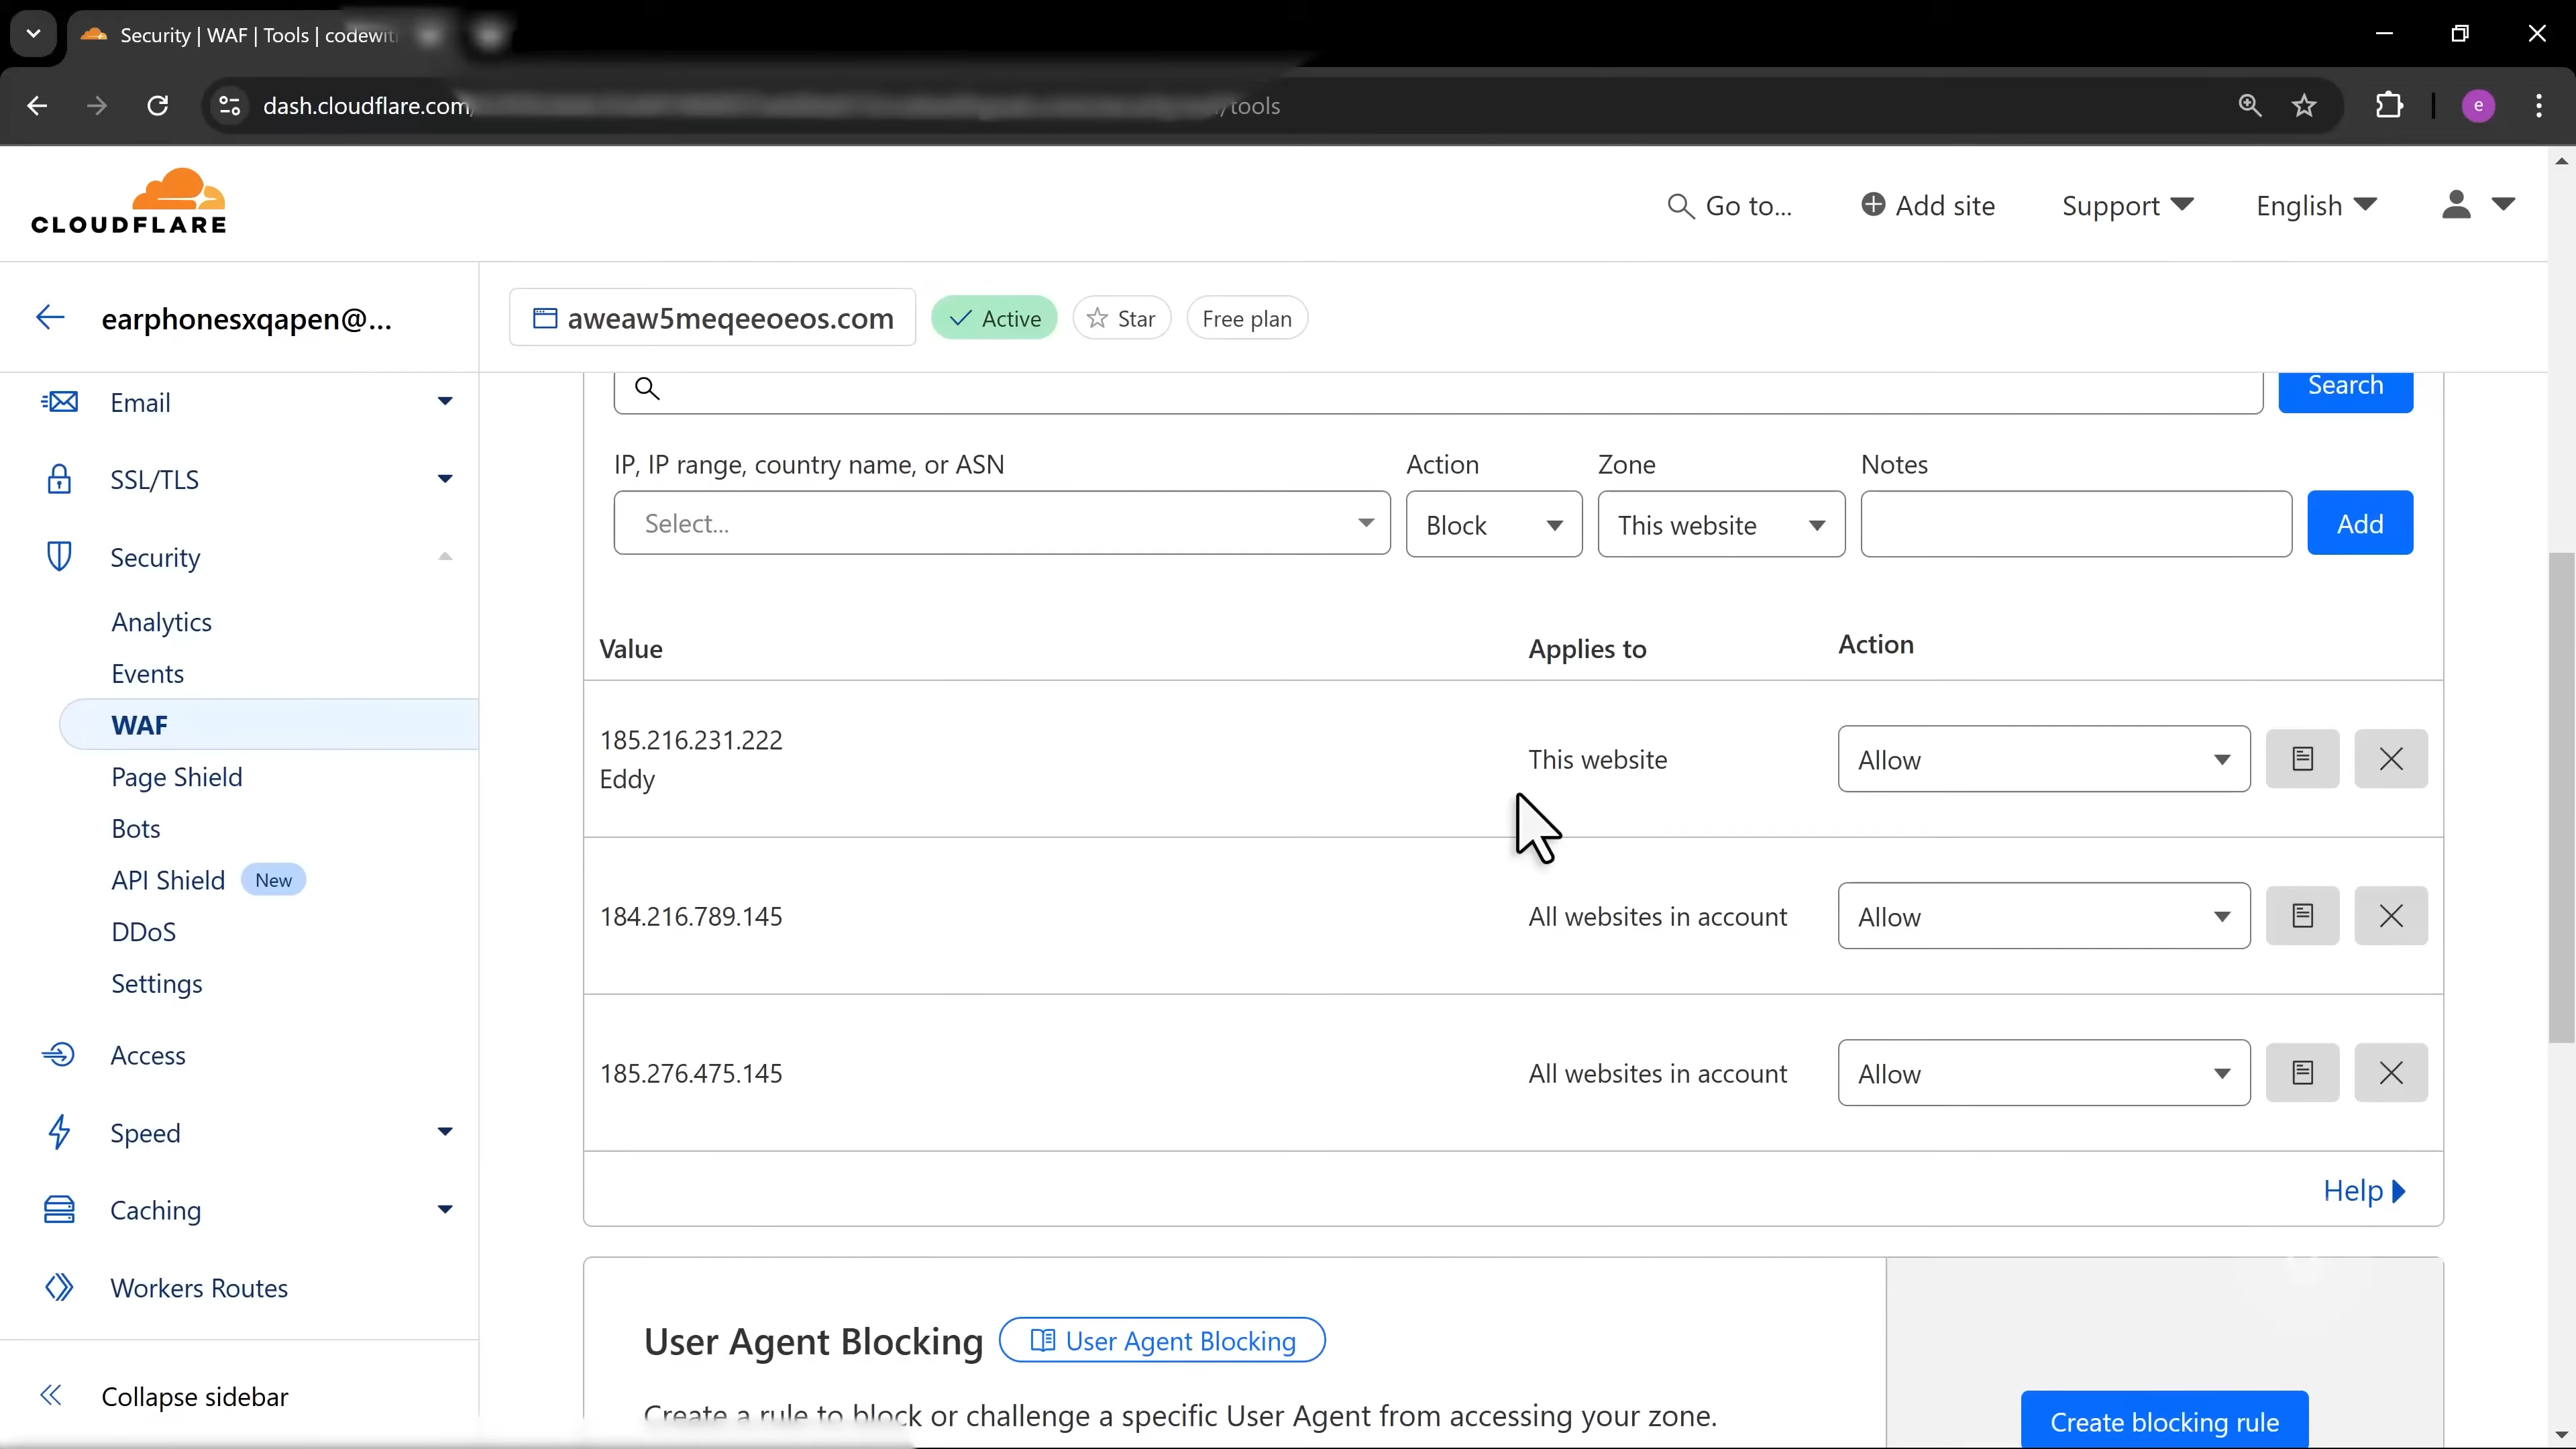 Security | WAF | Tools | codewith
dash.cloudflare.com/
/tools
e
CLOUDFLARE
Go to...
Add site
Support
English
earphonesxqapen@...
aweaw5meqeeoeos.com
Active
Star
Free plan
Email
SSL/TLS
Security
Analytics
Events
WAF
Page Shield
Bots
API Shield New
DDoS
Settings
Access
Speed
Caching
Workers Routes
Collapse sidebar
Search
IP, IP range, country name, or ASN
Action
Zone
Notes
Select...
Block
This website
Add
Value
Applies to
Action
185.216.231.222
Eddy
This website
Allow
184.216.789.145
All websites in account
Allow
185.276.475.145
All websites in account
Allow
Help
User Agent Blocking
User Agent Blocking
Create a rule to block or challenge a specific User Agent from accessing your zone.
Create blocking rule